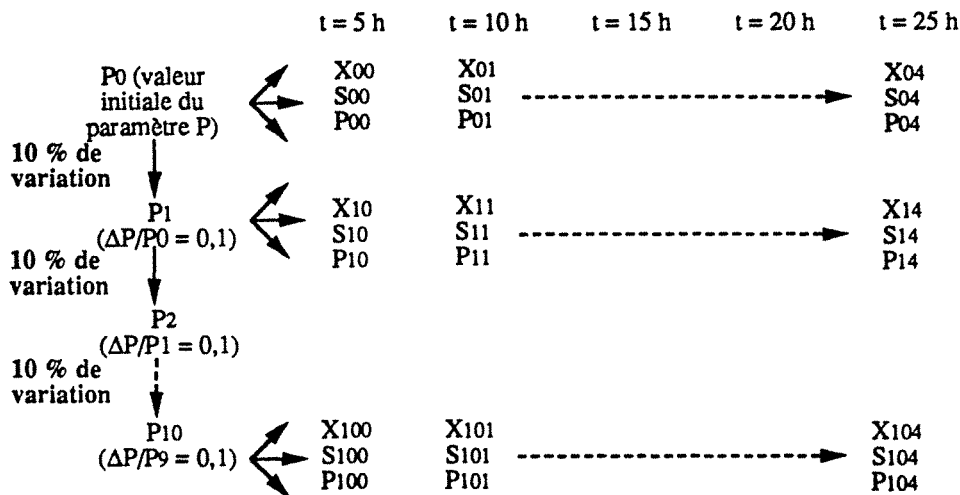 t = 5 h t = 10 h t = 15 h t = 20 h t = 25 h
P0 (valeur
initiale du
paramètre P)
X00 X01 X04
S00 S01 S04
P00 P01 P04
10 % de
variation
P1
(ΔP/P0 = 0,1)
X10 X11 X14
S10 S11 S14
P10 P11 P14
10 % de
variation
P2
(ΔP/P1 = 0,1)
10 % de
variation
P10
(ΔP/P9 = 0,1)
X100 X101 X104
S100 S101 S104
P100 P101 P104